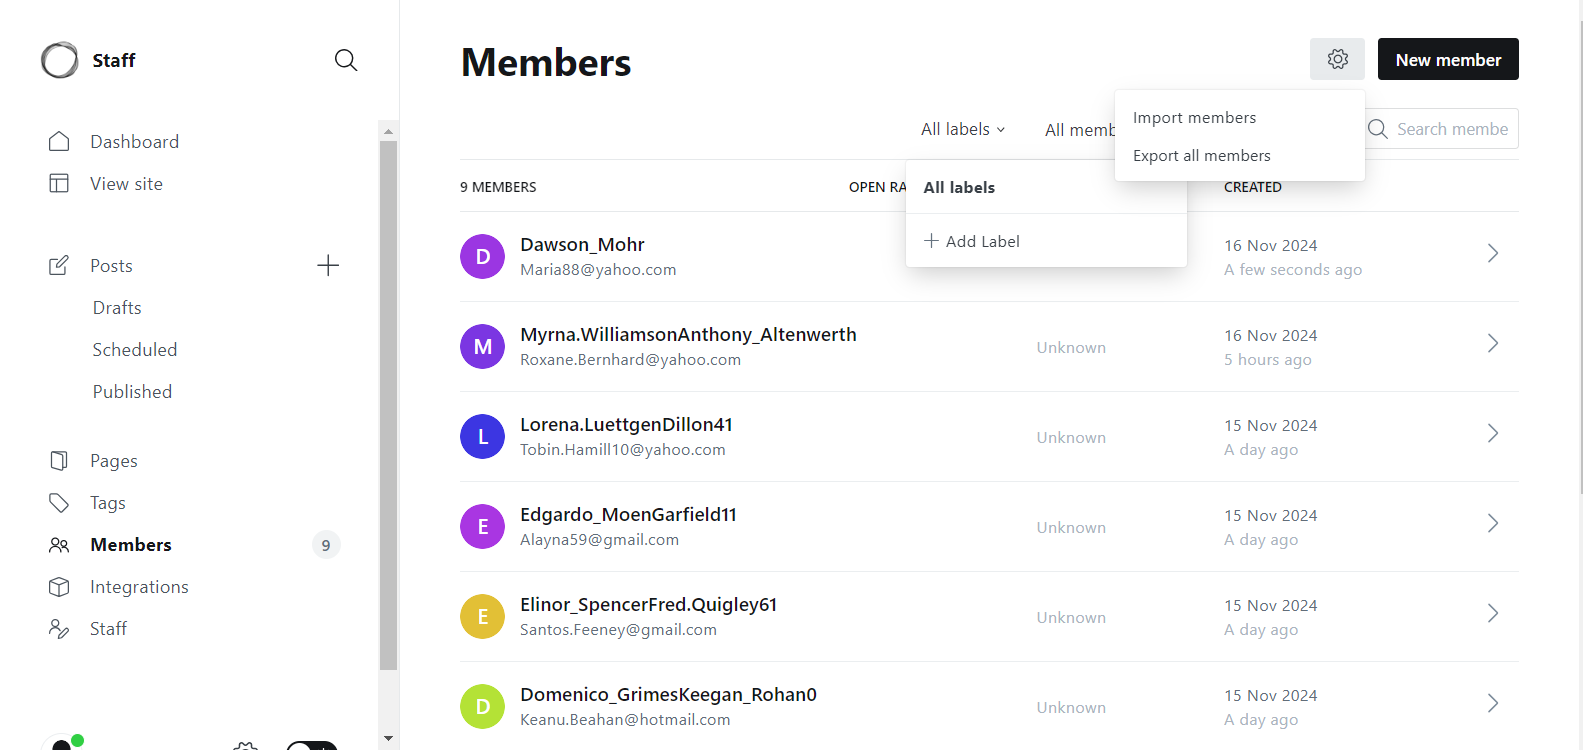 Staff
Dashboard
View site
Posts
Drafts
Scheduled
Published
Pages
Tags
Members
9
Integrations
Staff
Members
New member
Import members
Export all members
All labels
All memb
Search membe
All labels
Add Label
9 MEMBERS
OPEN RA
CREATED
D
Dawson_Mohr
Maria88@yahoo.com
16 Nov 2024
A few seconds ago
M
Myrna.WilliamsonAnthony_Altenwerth
Roxane.Bernhard@yahoo.com
Unknown
16 Nov 2024
5 hours ago
L
Lorena.LuettgenDillon41
Tobin.Hamill10@yahoo.com
Unknown
15 Nov 2024
A day ago
E
Edgardo_MoenGarfield11
Alayna59@gmail.com
Unknown
15 Nov 2024
A day ago
E
Elinor_SpencerFred.Quigley61
Santos.Feeney@gmail.com
Unknown
15 Nov 2024
A day ago
D
Domenico_GrimesKeegan_Rohan0
Keanu.Beahan@hotmail.com
Unknown
15 Nov 2024
A day ago